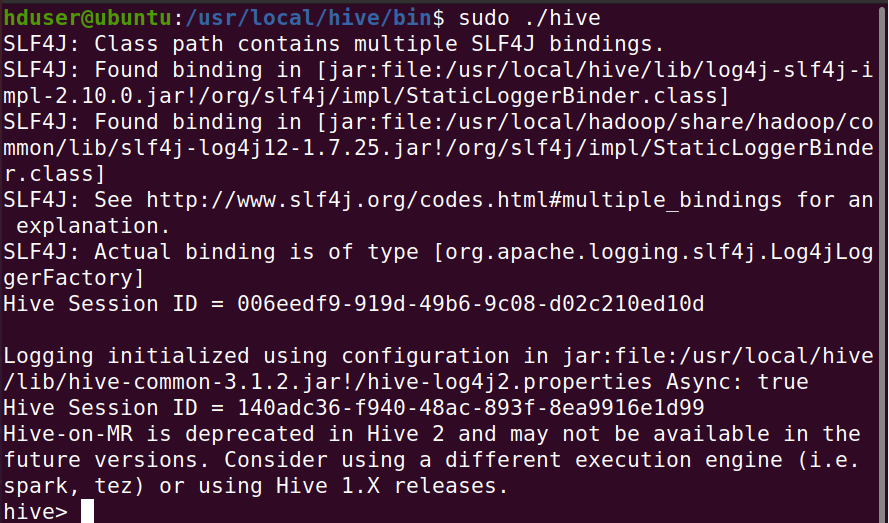 hduser@ubuntu:/usr/local/hive/bin$ sudo ./hive
SLF4J: Class path contains multiple SLF4J bindings.
SLF4J: Found binding in [jar:file:/usr/local/hive/lib/log4j-slf4j-i
mpl-2.10.0.jar!/org/slf4j/impl/StaticLoggerBinder.class]
SLF4J: Found binding in [jar:file:/usr/local/hadoop/share/hadoop/co
mmon/lib/slf4j-log4j12-1.7.25.jar!/org/slf4j/impl/StaticLoggerBinde
r.class]
SLF4J: See http://www.slf4j.org/codes.html#multiple_bindings for an
 explanation.
SLF4J: Actual binding is of type [org.apache.logging.slf4j.Log4jLog
gerFactory]
Hive Session ID = 006eedf9-919d-49b6-9c08-d02c210ed10d

Logging initialized using configuration in jar:file:/usr/local/hive
/lib/hive-common-3.1.2.jar!/hive-log4j2.properties Async: true
Hive Session ID = 140adc36-f940-48ac-893f-8ea9916e1d99
Hive-on-MR is deprecated in Hive 2 and may not be available in the
future versions. Consider using a different execution engine (i.e.
spark, tez) or using Hive 1.X releases.
hive>